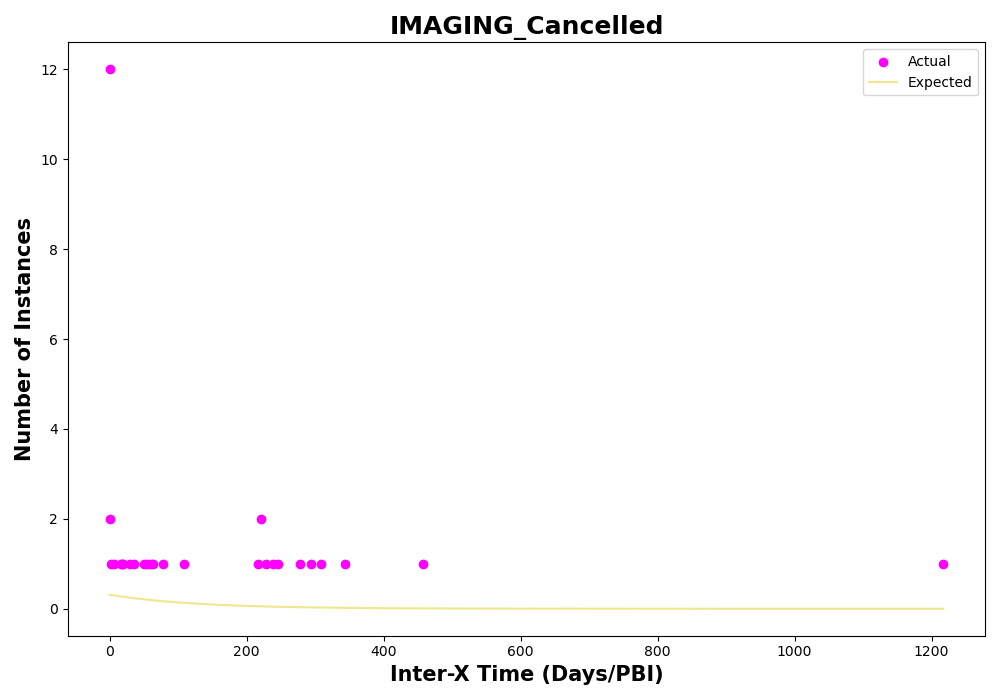 IMAGING_Cancelled
Actual
Expected
12
10
8
6
4
2
0
Number of Instances
0
200
400
600
800
1000
1200
Inter-X Time (Days/PBI)